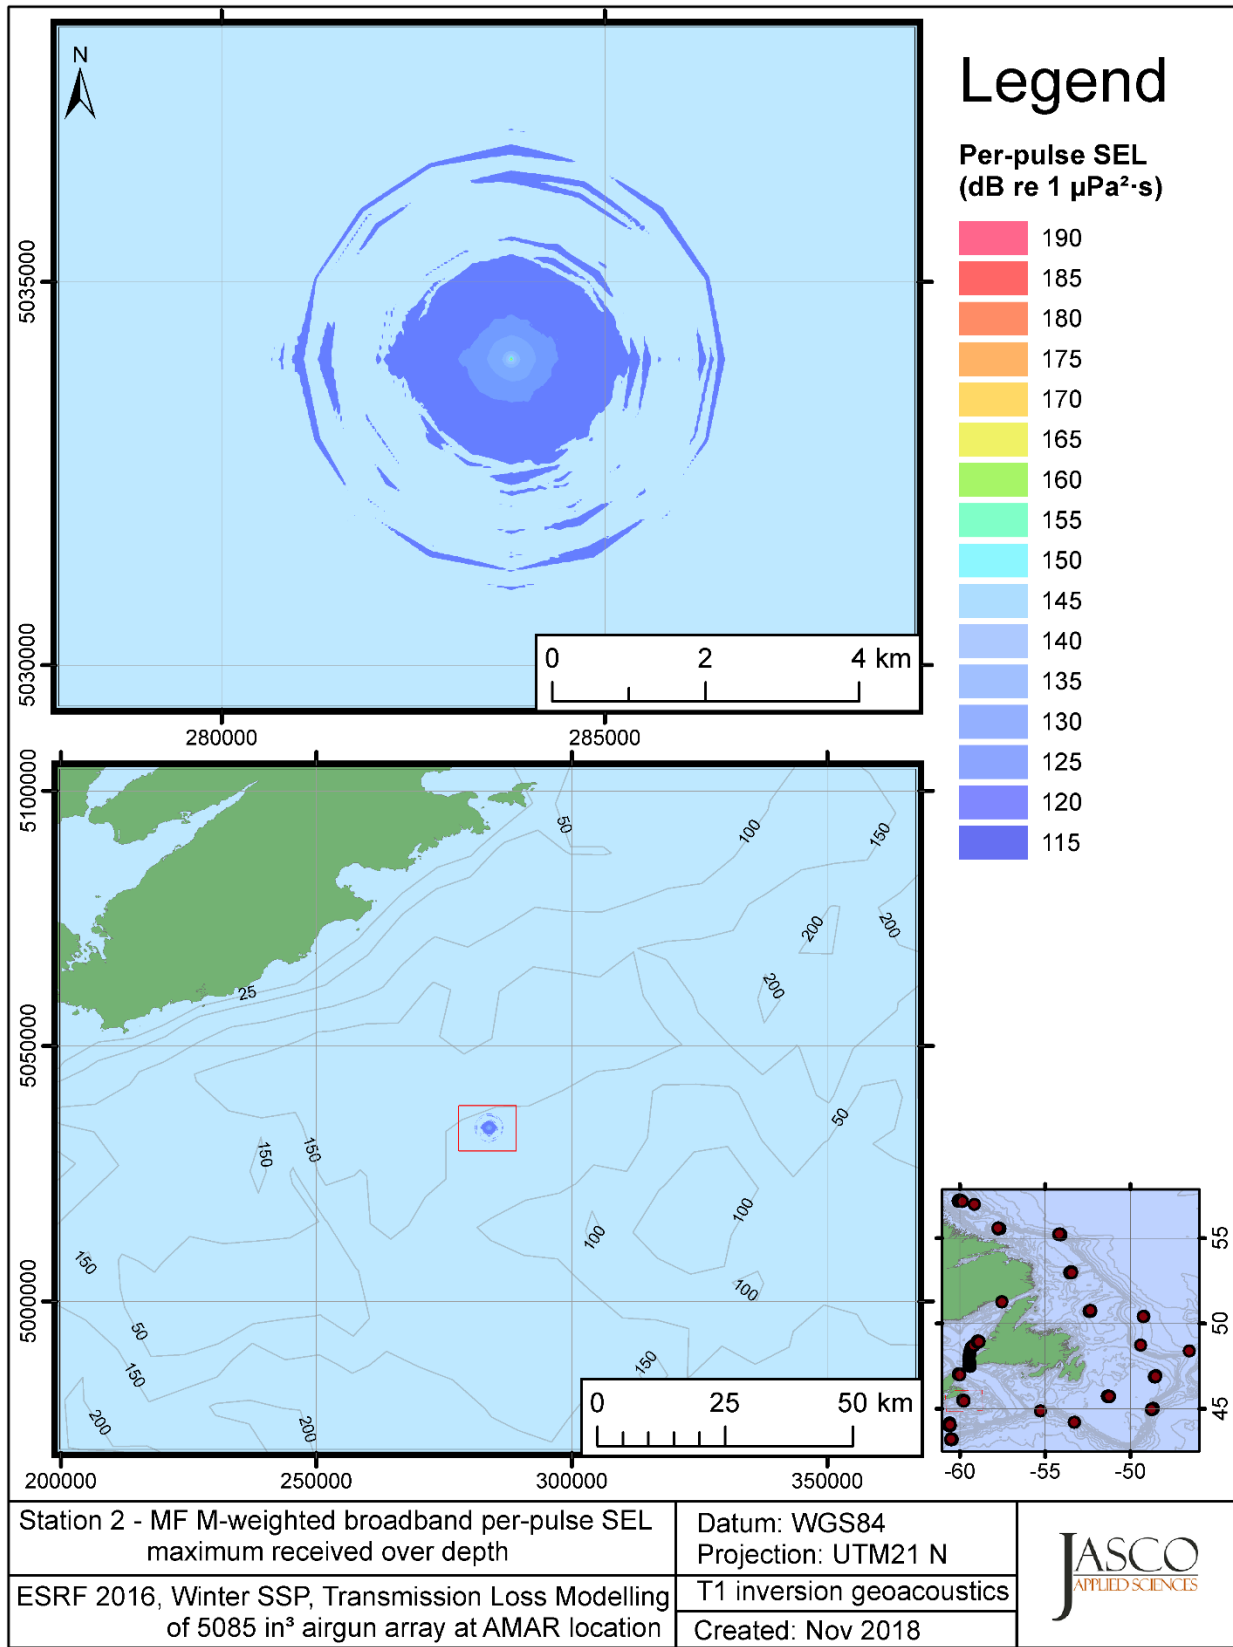 N
5035000
5030000
0 2 4 km
280000 285000
Legend
Per-pulse SEL
(dB re 1 µPa²·s)
190
185
180
175
170
165
160
155
150
145
140
135
130
125
120
115
5100000
5050000
5000000
50
100
150
200
200
200
25
150
150
50
100
100
100
150
50
150
150
200
200
0 25 50 km
200000 250000 300000 350000
55
50
45
-60 -55 -50
Station 2 - MF M-weighted broadband per-pulse SEL
maximum received over depth
ESRF 2016, Winter SSP, Transmission Loss Modelling
of 5085 in³ airgun array at AMAR location
Datum: WGS84
Projection: UTM21 N
T1 inversion geoacoustics
Created: Nov 2018
JASCO
APPLIED SCIENCES